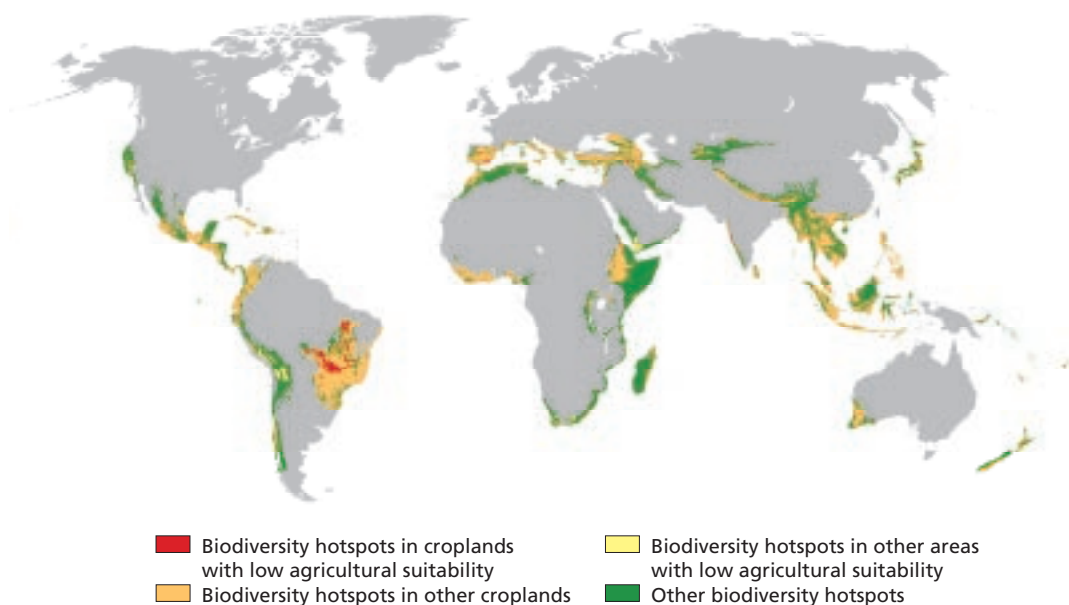 Biodiversity hotspots in croplands
with low agricultural suitability
Biodiversity hotspots in other croplands
Biodiversity hotspots in other areas
with low agricultural suitability
Other biodiversity hotspots